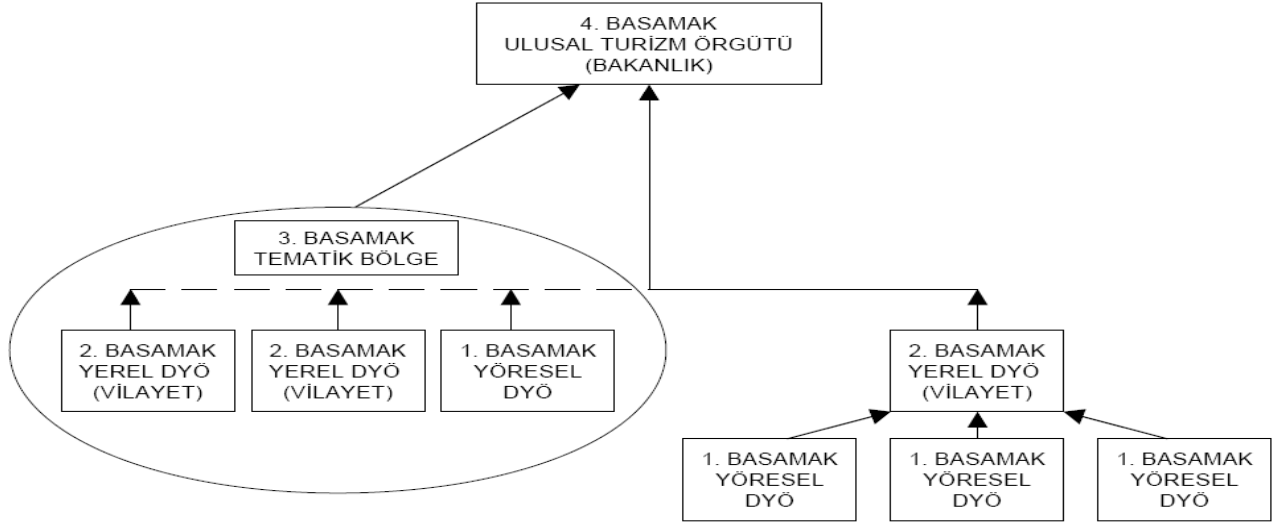 4. BASAMAK
ULUSAL TURİZM ÖRGÜTÜ
(BAKANLIK)
3. BASAMAK
TEMATİK BÖLGE
2. BASAMAK
YEREL DYÖ
(VİLAYET)
2. BASAMAK
YEREL DYÖ
(VİLAYET)
1. BASAMAK
YÖRESEL
DYÖ
2. BASAMAK
YEREL DYÖ
(VİLAYET)
1. BASAMAK
YÖRESEL
DYÖ
1. BASAMAK
YÖRESEL
DYÖ
1. BASAMAK
YÖRESEL
DYÖ